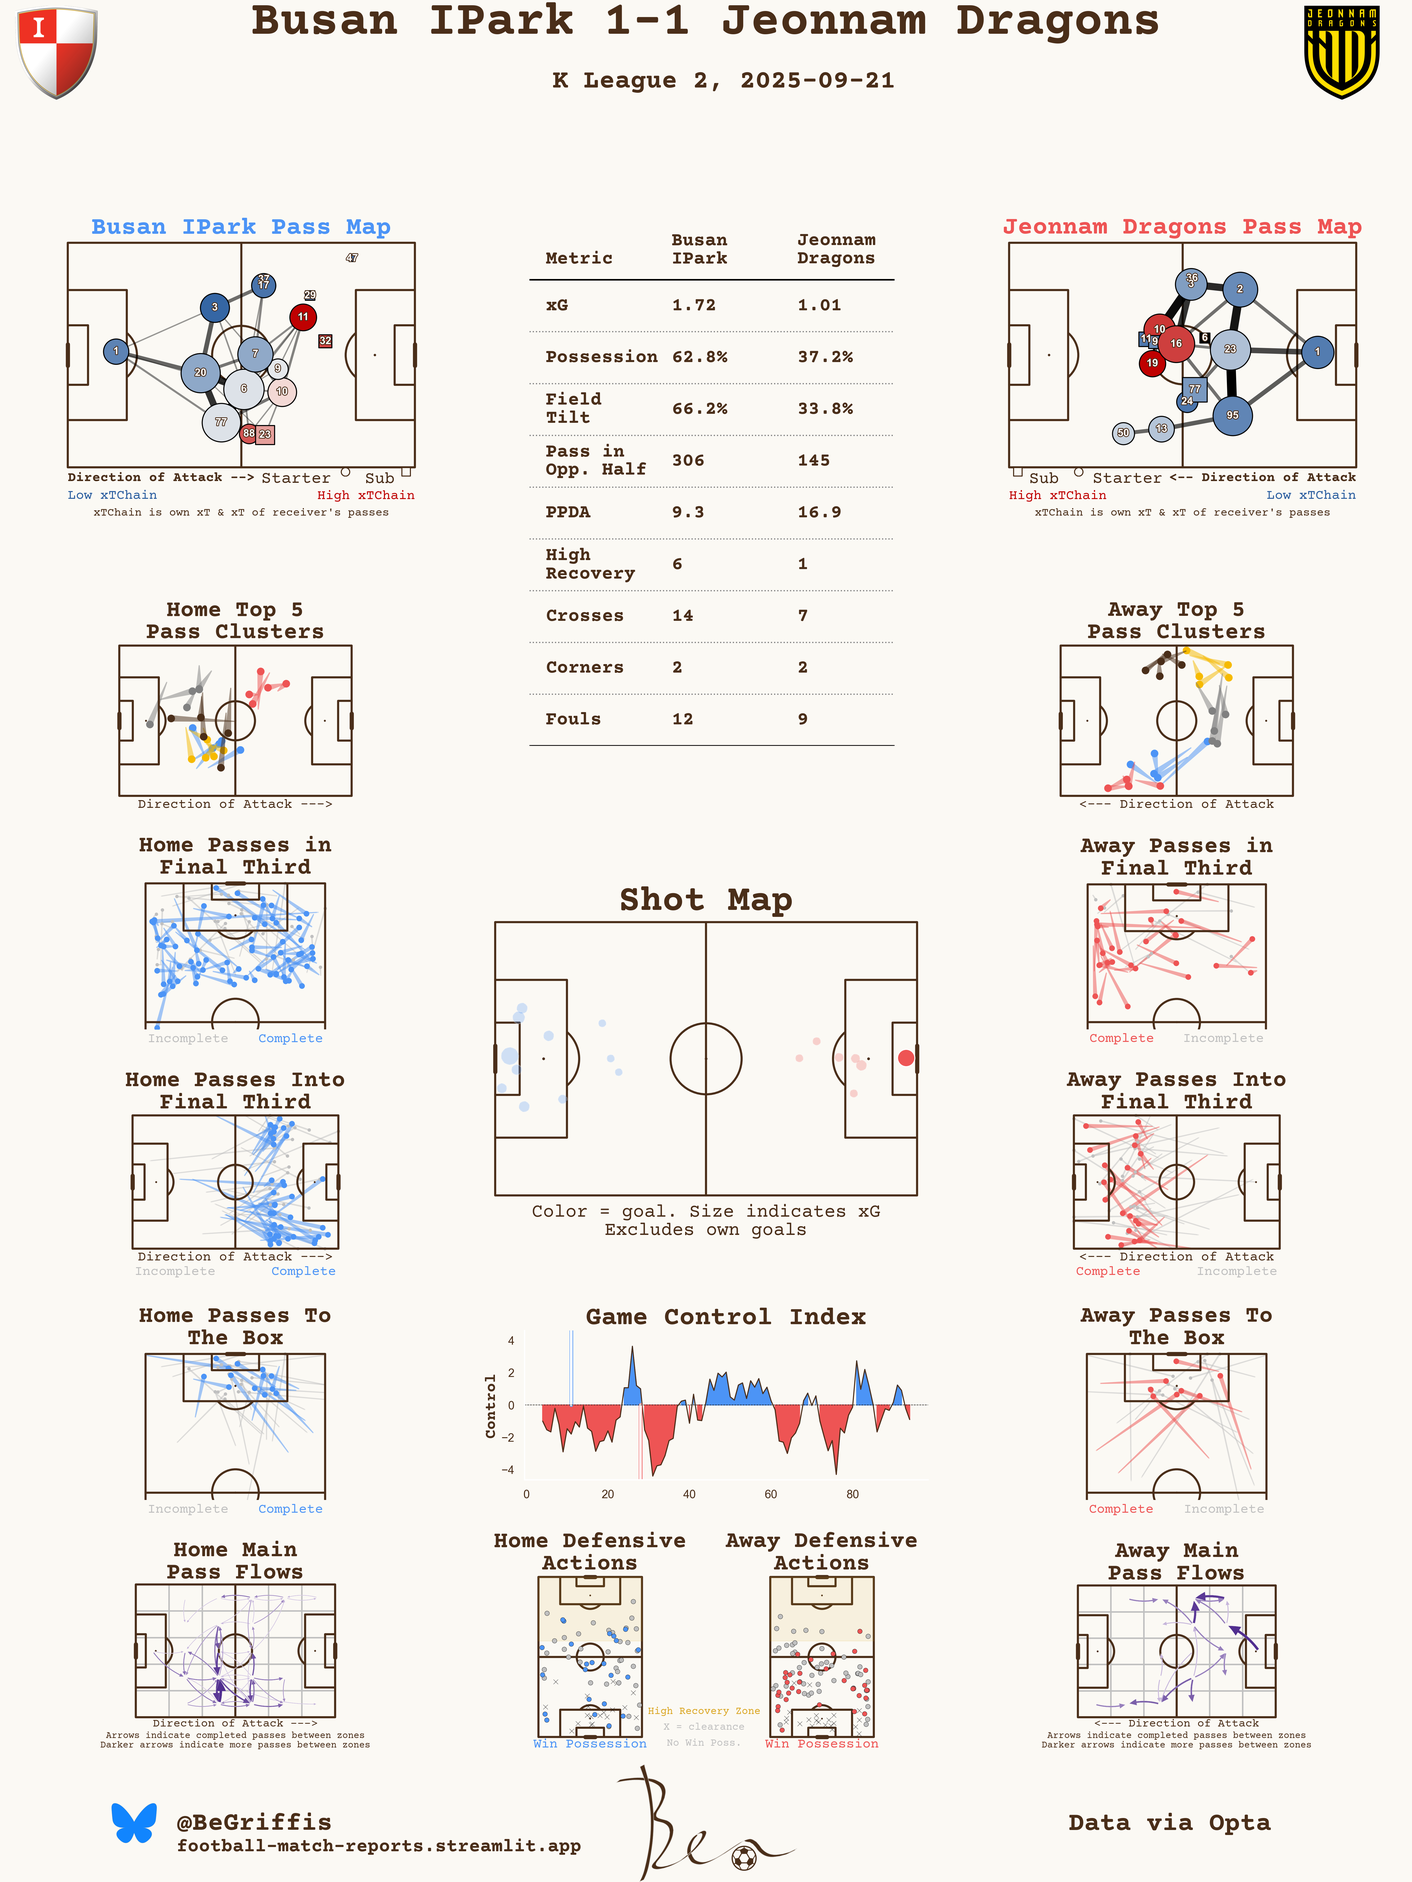 Busan IPark 1-1 Jeonnam Dragons
K League 2, 2025-09-21
I
JEONNAM
DRAGONS
Busan IPark Pass Map
47
37
17
29
3
11
32
1
7
9
20
6
10
77
88
23
Direction of Attack --> Starter Sub
Low xTChain High xTChain
xTChain is own xT & xT of receiver's passes
Metric Busan IPark Jeonnam Dragons
xG 1.72 1.01
Possession 62.8% 37.2%
Field Tilt 66.2% 33.8%
Pass in Opp. Half 306 145
PPDA 9.3 16.9
High Recovery 6 1
Crosses 14 7
Corners 2 2
Fouls 12 9
Jeonnam Dragons Pass Map
36
3
2
10
11
9
16
6
23
1
19
77
24
95
50
13
Sub Starter <-- Direction of Attack
High xTChain Low xTChain
xTChain is own xT & xT of receiver's passes
Home Top 5
Pass Clusters
Direction of Attack --->
Away Top 5
Pass Clusters
<--- Direction of Attack
Home Passes in
Final Third
Incomplete Complete
Away Passes in
Final Third
Complete Incomplete
Shot Map
Color = goal. Size indicates xG
Excludes own goals
Home Passes Into
Final Third
Direction of Attack --->
Incomplete Complete
Away Passes Into
Final Third
<--- Direction of Attack
Complete Incomplete
Home Passes To
The Box
Incomplete Complete
Game Control Index
Control
4
2
0
−2
−4
0 20 40 60 80
Away Passes To
The Box
Complete Incomplete
Home Main
Pass Flows
Direction of Attack --->
Arrows indicate completed passes between zones
Darker arrows indicate more passes between zones
Home Defensive
Actions
Win Possession
High Recovery Zone
X = clearance
No Win Poss.
Away Defensive
Actions
Win Possession
Away Main
Pass Flows
<--- Direction of Attack
Arrows indicate completed passes between zones
Darker arrows indicate more passes between zones
@BeGriffis
football-match-reports.streamlit.app
Ben
Data via Opta